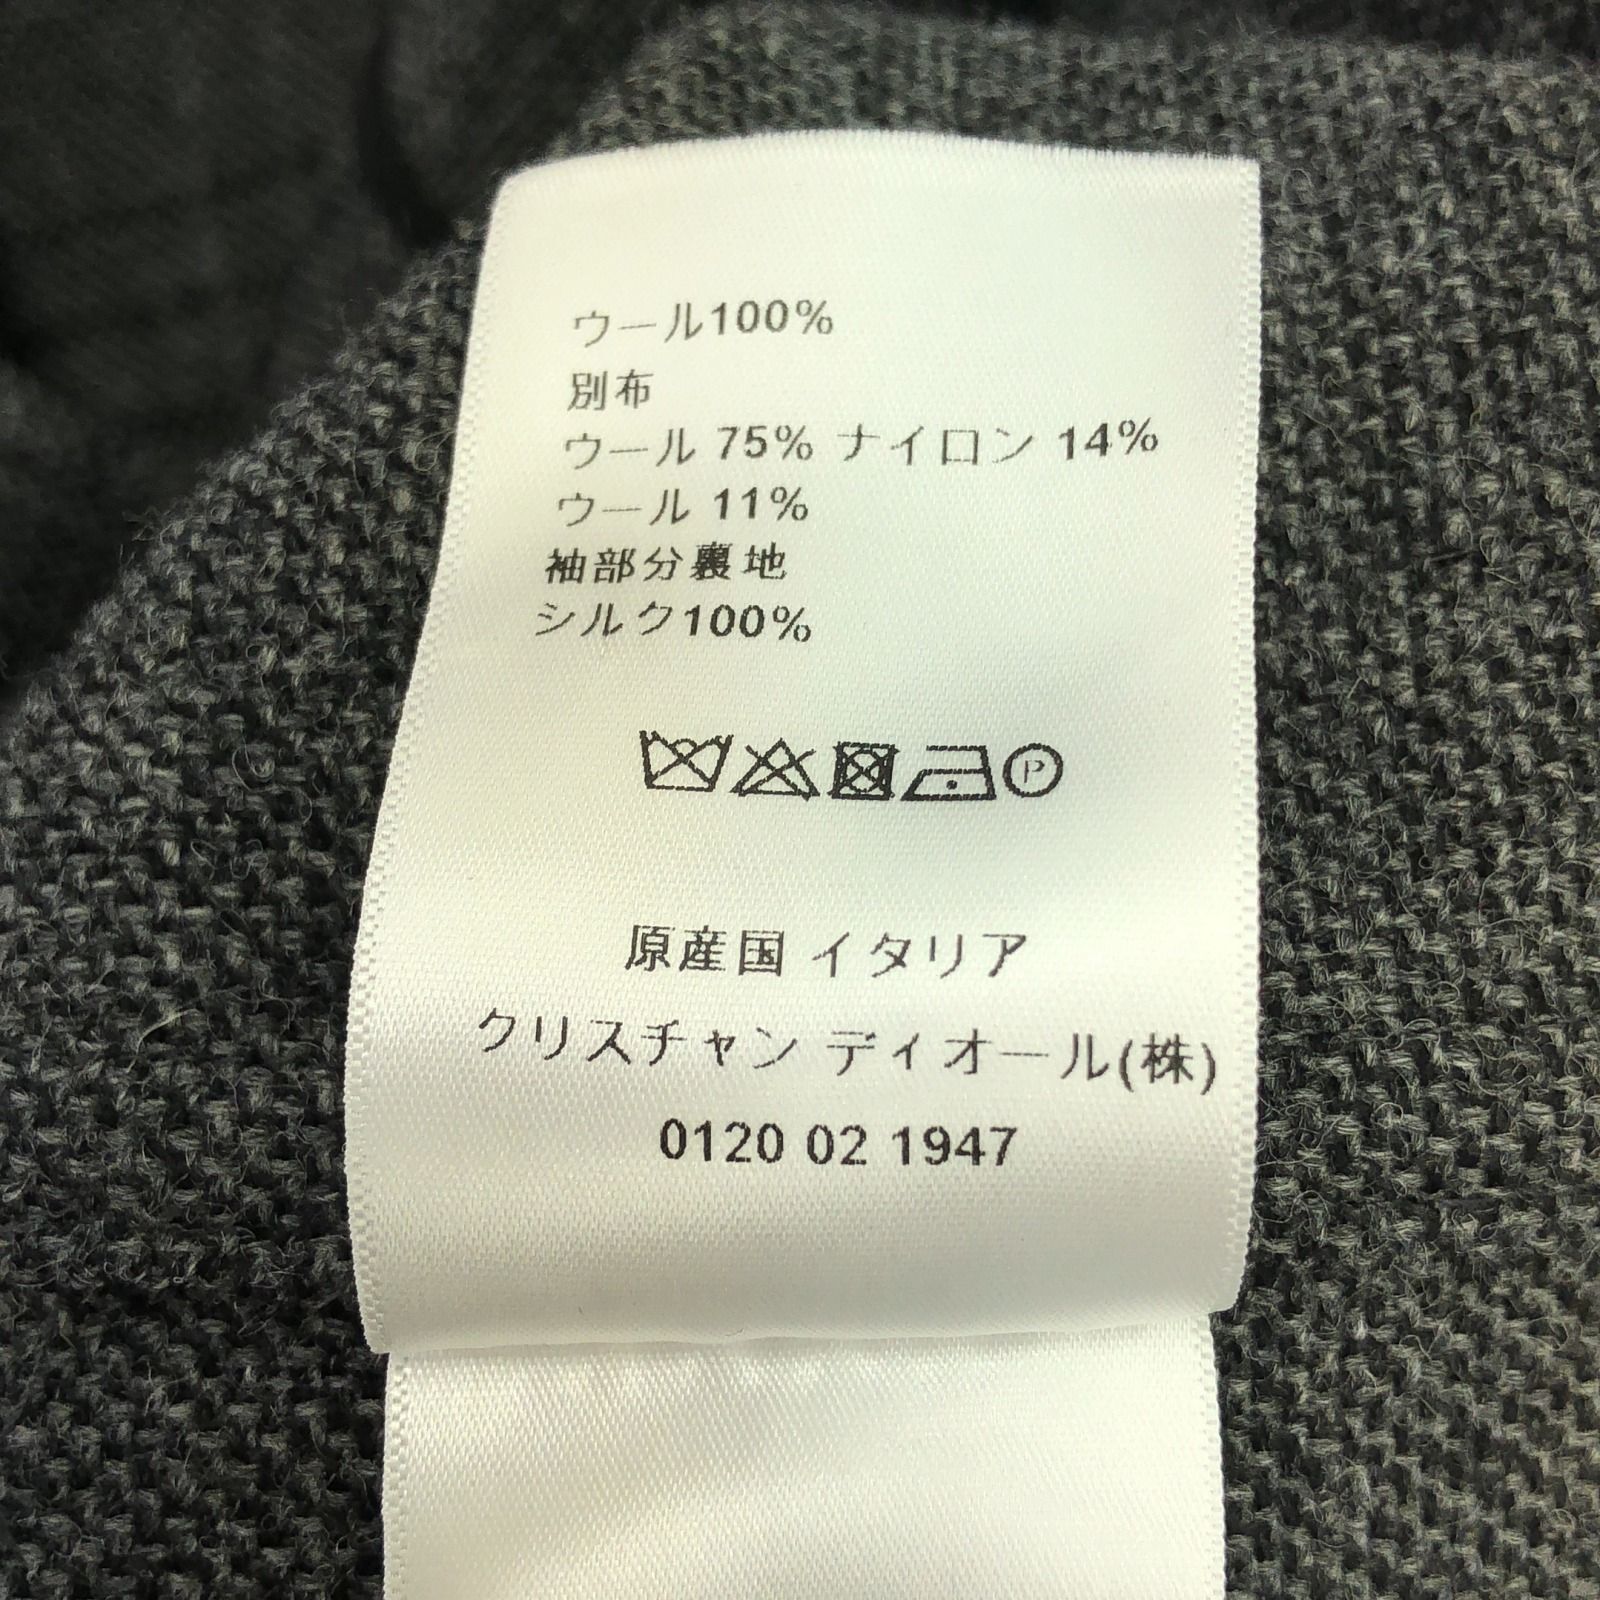 ウール100%
別布
ウール 75% ナイロン 14%
ウール 11%
袖部分裏地
シルク100%
P
原産国 イタリア
クリスチャン ディオール(株)
0120 02 1947